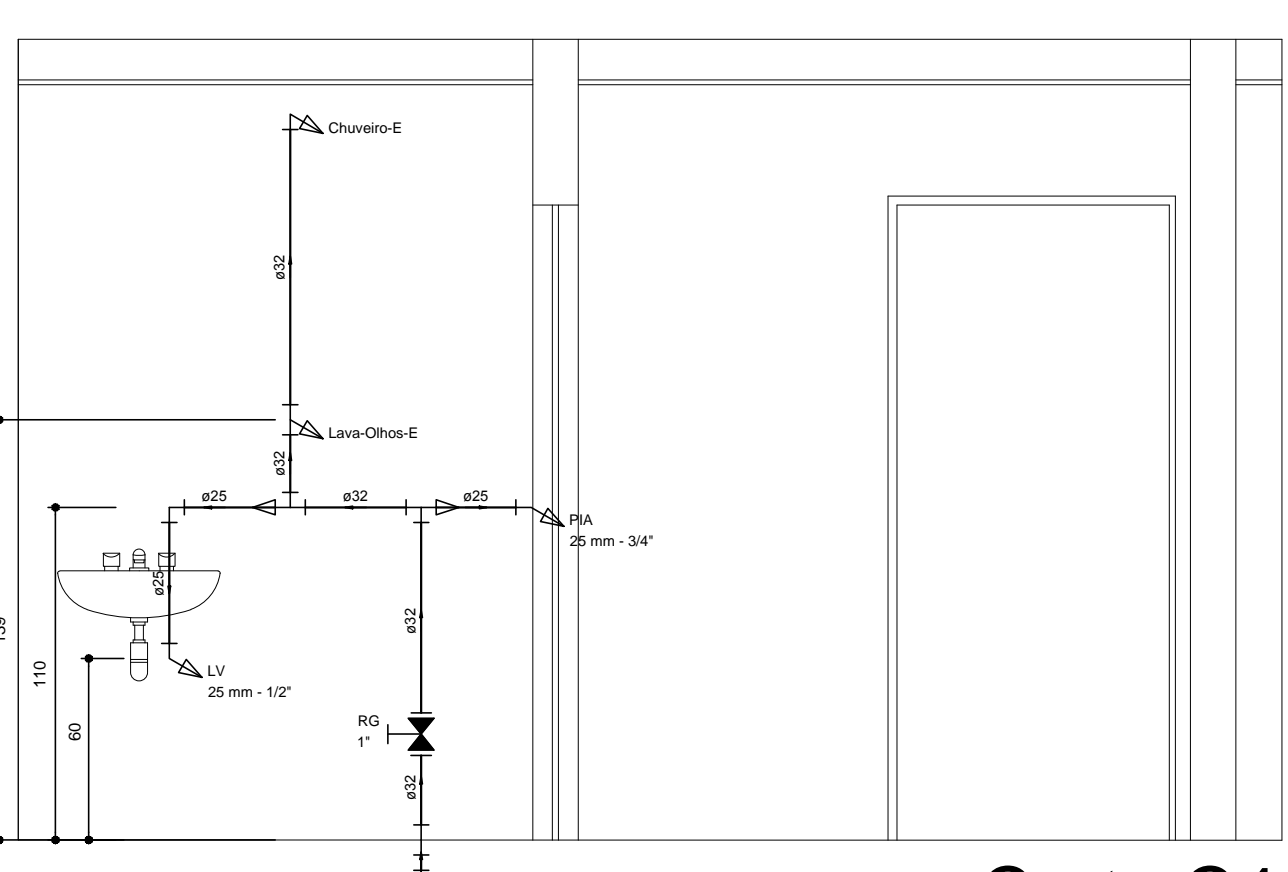 Chuveiro-E
ø32
Lava-Olhos-E
ø32
ø25
ø32
ø25
PIA
25 mm - 3/4"
ø25
ø32
LV
25 mm - 1/2"
110
60
RG
1"
ø32